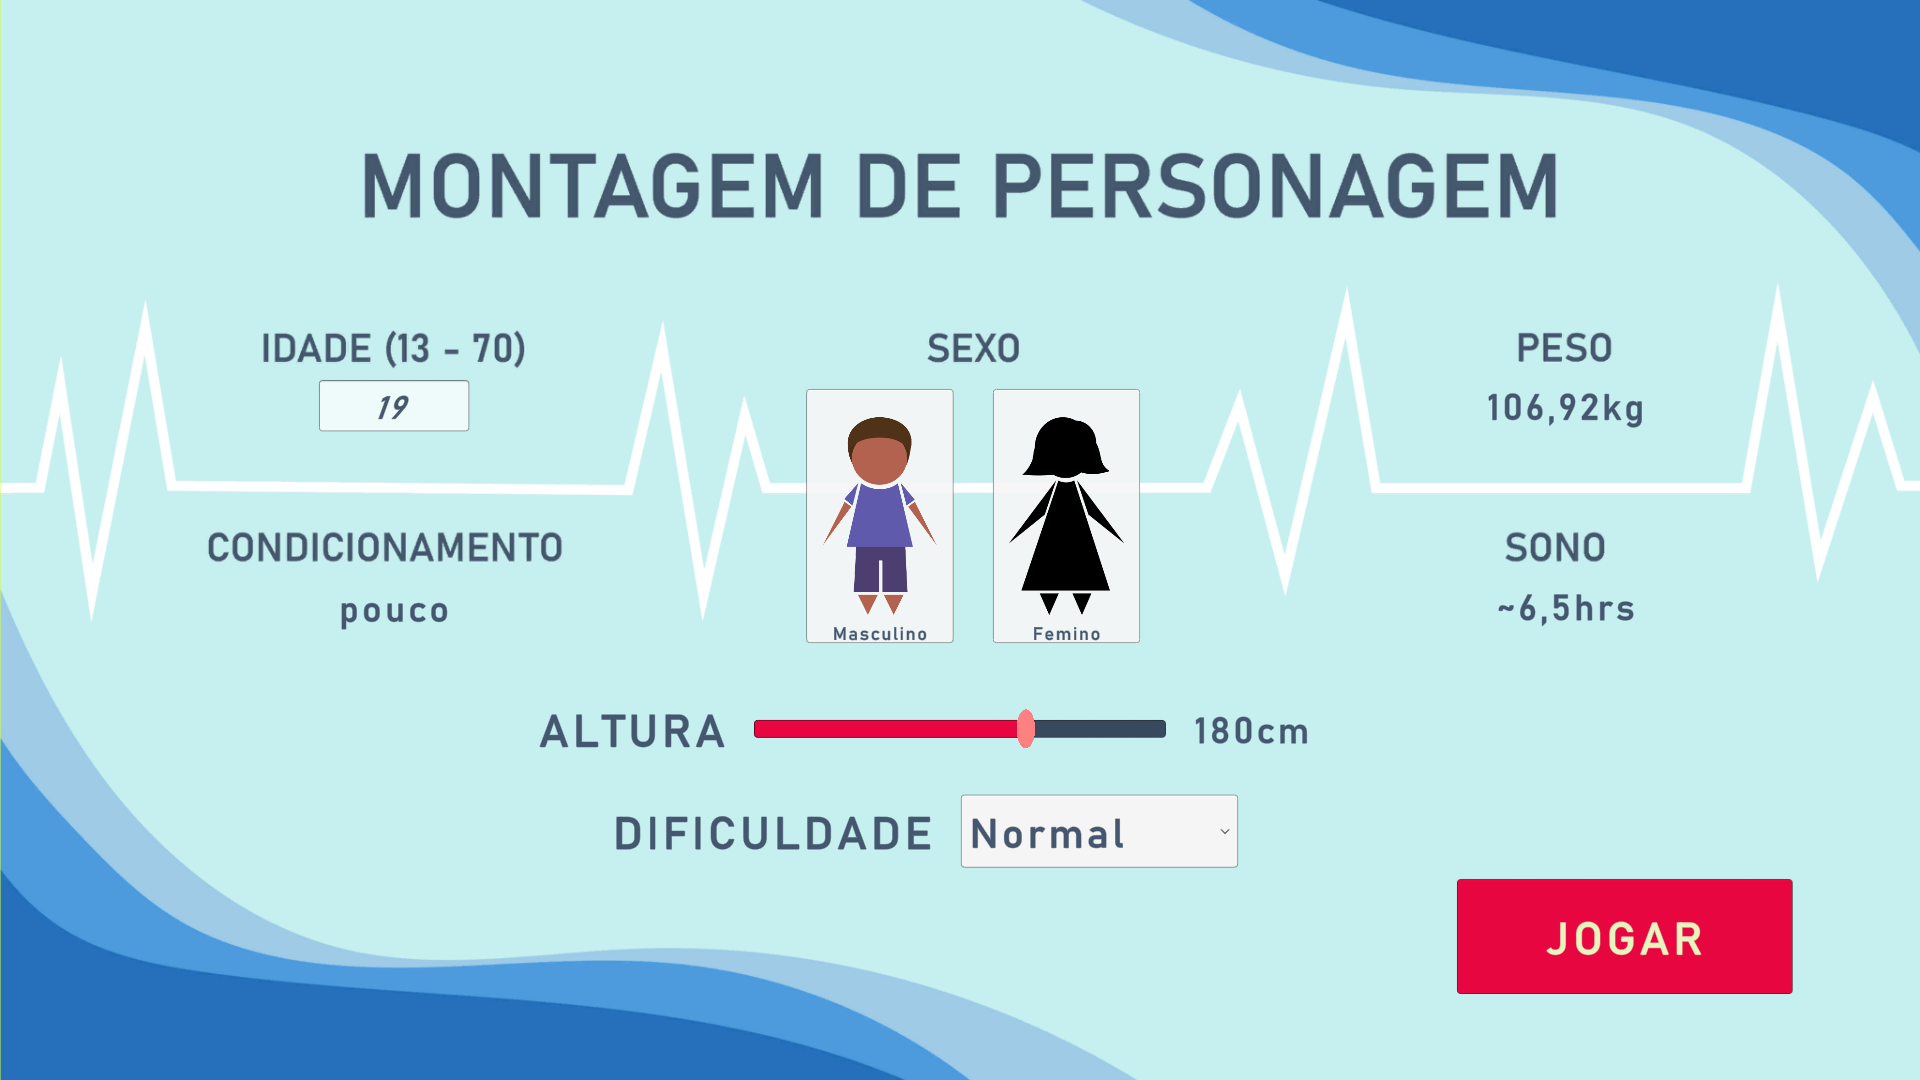 MONTAGEM DE PERSONAGEM
IDADE (13 - 70)
19
SEXO
PESO
106,92kg
CONDICIONAMENTO
pouco
Masculino
Femino
SONO
~6,5hrs
ALTURA
180cm
DIFICULDADE
Normal
JOGAR